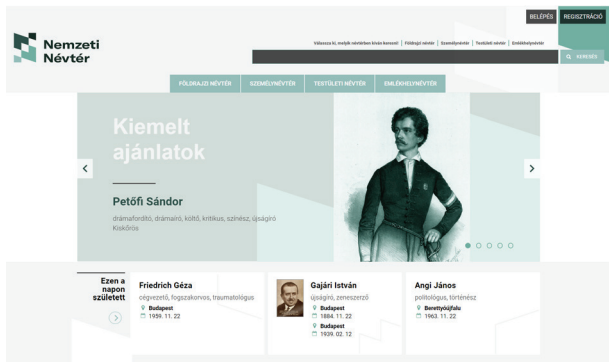 BELÉPÉS
REGISZTRÁCIÓ
Nemzeti
Névtér
Válassza ki, melyik névtérban kíván keresni: | Földrajzi névtér | Személynévtér | Testületi névtér | Emlékhelynévtér
KERESÉS
FÖLDRAJZI NÉVTÉR
SZEMÉLYNÉVTÉR
TESTÜLETI NÉVTÉR
EMLÉKHELYNÉVTÉR
Kiemelt
ajánlatok
Petőfi Sándor
drámafordító, drámaíró, költő, kritikus, színész, újságíró
Kiskőrös
Ezen a
napon
született
Friedrich Géza
cégvezető, fogszakorvos, traumatológus
Budapest
1959. 11. 22
Gajári István
újságíró, zeneszerző
Budapest
1884. 11. 22
Budapest
1939. 02. 12
Angi János
politológus, történész
Berettyóújfalu
1963. 11. 22